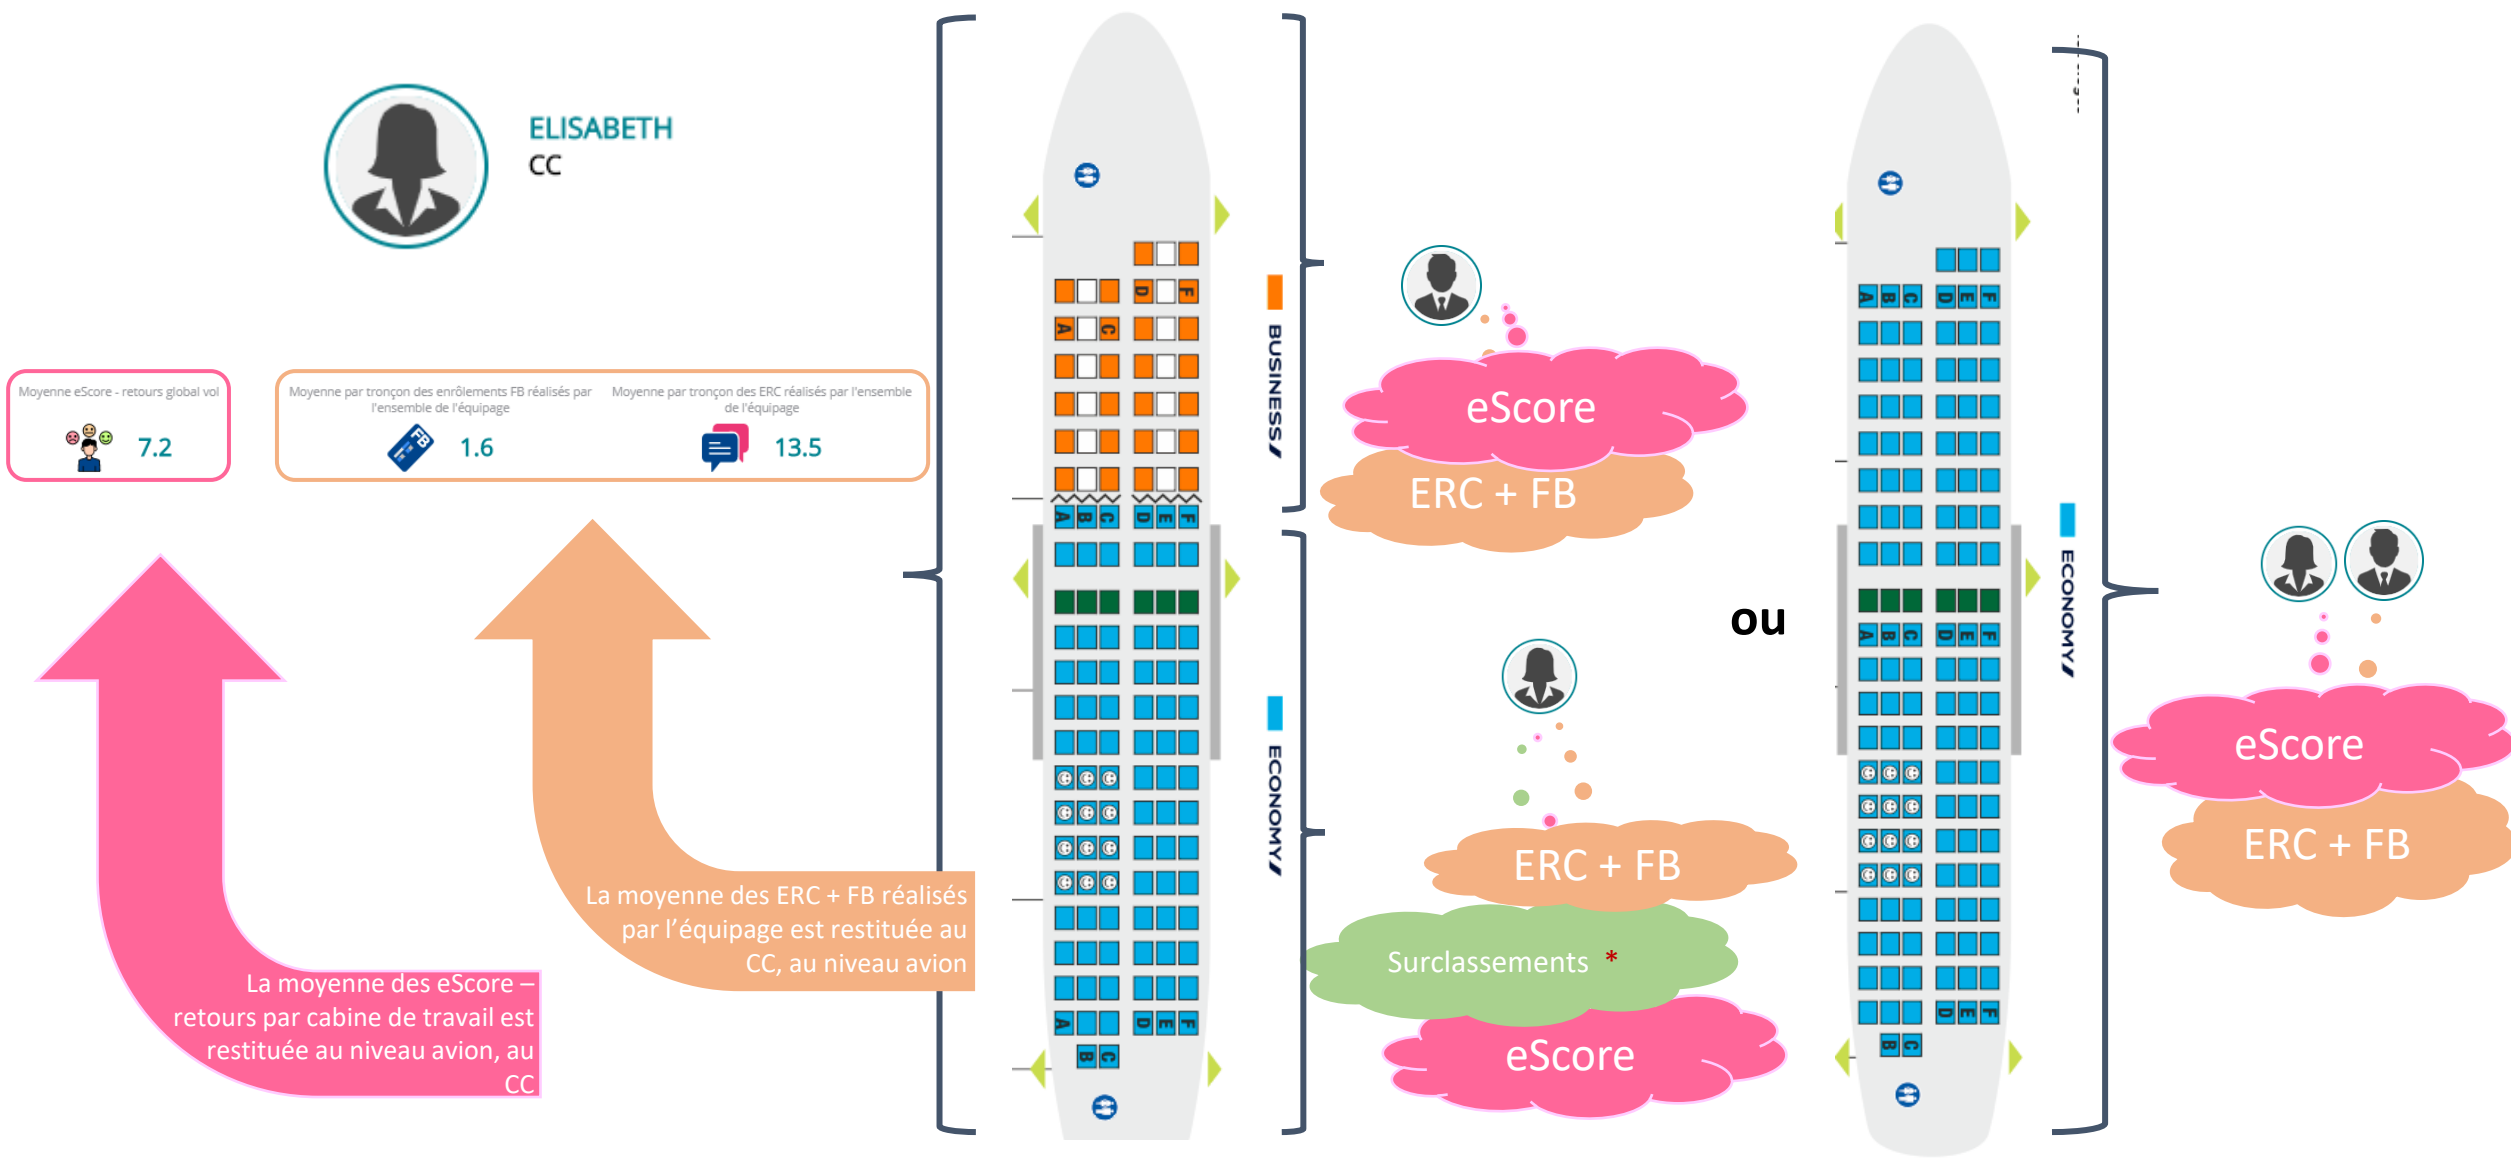 ELISABETH
CC
Moyenne eScore - retours global vol
7.2
Moyenne par tronçon des enrôlements FB réalisés par
l'ensemble de l'équipage
FB
1.6
Moyenne par tronçon des ERC réalisés par l'ensemble
de l'équipage
13.5
La moyenne des eScore –
retours par cabine de travail est
restituée au niveau avion, au
CC
La moyenne des ERC + FB réalisés
par l'équipage est restituée au
CC, au niveau avion
D F
A C
A B C D E F
A D E F
B C
BUSINESS
ECONOMY
eScore
ERC + FB
ERC + FB
Surclassements *
eScore
ou
A B C D E F
A B C D E F
D E F
B C
ECONOMY
eScore
ERC + FB